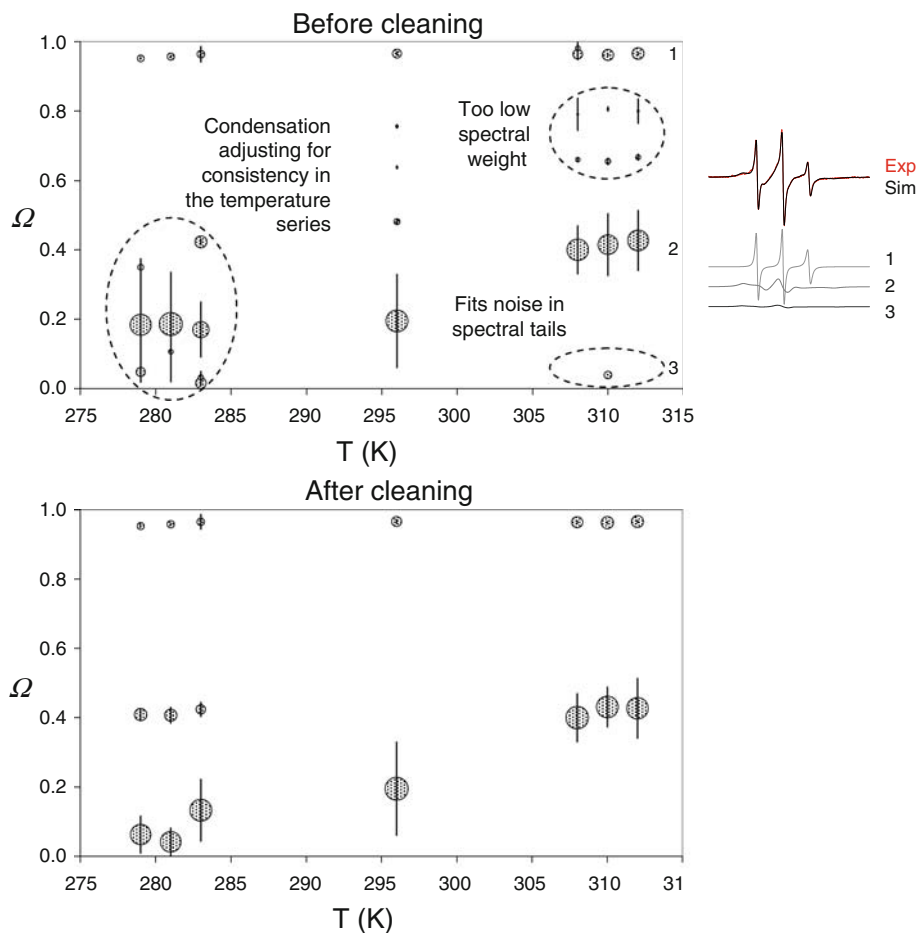 Before cleaning
1.0
0.8
0.6
0.4
0.2
0.0
Ω
1
2
3
Condensation
adjusting for
consistency in
the temperature
series
Too low
spectral
weight
Fits noise in
spectral tails
275 280 285 290 295 300 305 310 315
T (K)
Exp
Sim
1
2
3
After cleaning
1.0
0.8
0.6
0.4
0.2
0.0
Ω
275 280 285 290 295 300 305 310 31
T (K)